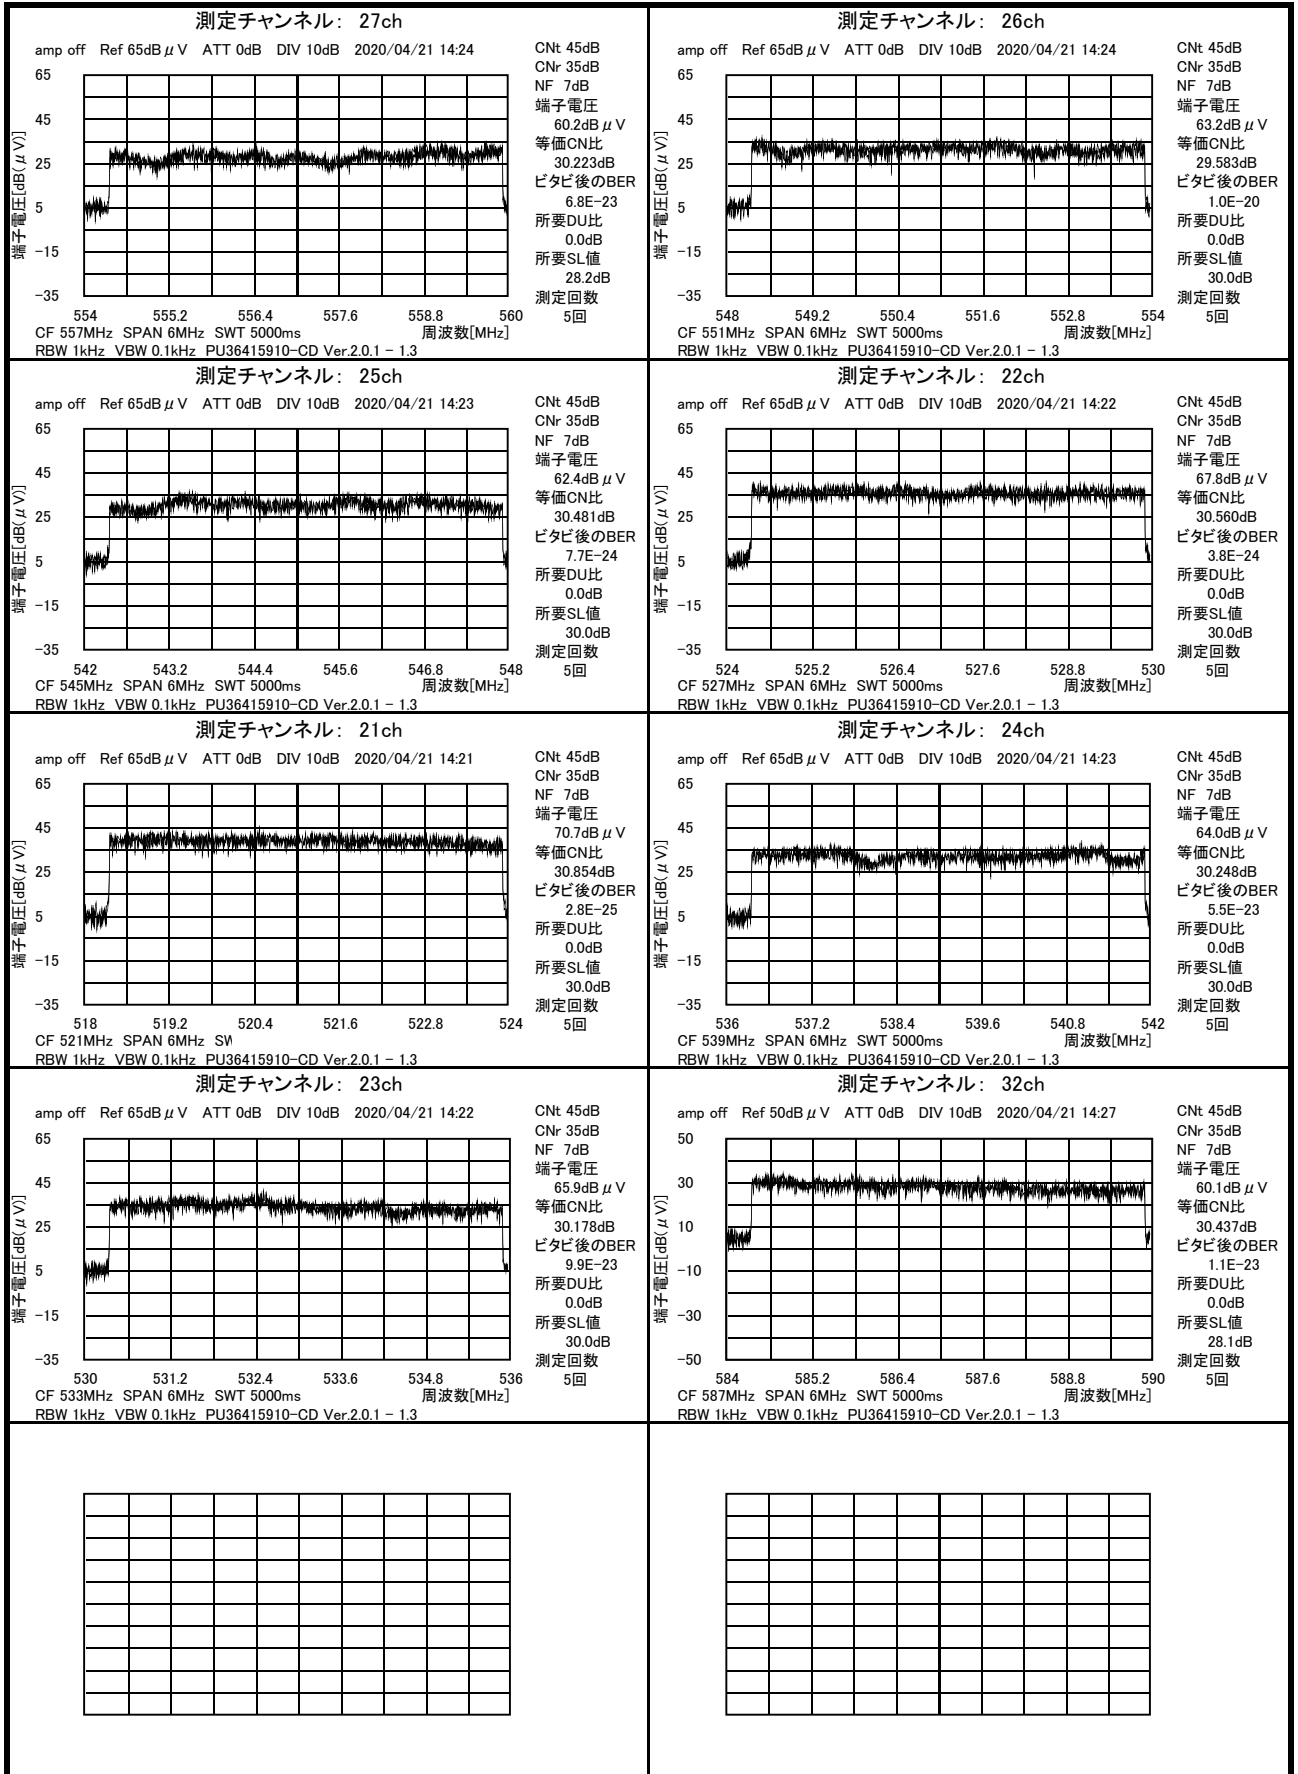 測定チャンネル： 27ch
amp off Ref 65dBμV ATT 0dB DIV 10dB 2020/04/21 14:24
CNt 45dB
CNr 35dB
NF 7dB
端子電圧
60.2dBμV
等価CN比
30.223dB
ビタビ後のBER
6.8E-23
所要DU比
0.0dB
所要SL値
28.2dB
測定回数
5回
端子電圧[dB(μV)]
65
45
25
5
-15
-35
554 555.2 556.4 557.6 558.8 560
CF 557MHz SPAN 6MHz SWT 5000ms 周波数[MHz]
RBW 1kHz VBW 0.1kHz PU36415910-CD Ver.2.0.1 - 1.3
測定チャンネル： 26ch
amp off Ref 65dBμV ATT 0dB DIV 10dB 2020/04/21 14:24
CNt 45dB
CNr 35dB
NF 7dB
端子電圧
63.2dBμV
等価CN比
29.583dB
ビタビ後のBER
1.0E-20
所要DU比
0.0dB
所要SL値
30.0dB
測定回数
5回
端子電圧[dB(μV)]
65
45
25
5
-15
-35
548 549.2 550.4 551.6 552.8 554
CF 551MHz SPAN 6MHz SWT 5000ms 周波数[MHz]
RBW 1kHz VBW 0.1kHz PU36415910-CD Ver.2.0.1 - 1.3
測定チャンネル： 25ch
amp off Ref 65dBμV ATT 0dB DIV 10dB 2020/04/21 14:23
CNt 45dB
CNr 35dB
NF 7dB
端子電圧
62.4dBμV
等価CN比
30.481dB
ビタビ後のBER
7.7E-24
所要DU比
0.0dB
所要SL値
30.0dB
測定回数
5回
端子電圧[dB(μV)]
65
45
25
5
-15
-35
542 543.2 544.4 545.6 546.8 548
CF 545MHz SPAN 6MHz SWT 5000ms 周波数[MHz]
RBW 1kHz VBW 0.1kHz PU36415910-CD Ver.2.0.1 - 1.3
測定チャンネル： 22ch
amp off Ref 65dBμV ATT 0dB DIV 10dB 2020/04/21 14:22
CNt 45dB
CNr 35dB
NF 7dB
端子電圧
67.8dBμV
等価CN比
30.560dB
ビタビ後のBER
3.8E-24
所要DU比
0.0dB
所要SL値
30.0dB
測定回数
5回
端子電圧[dB(μV)]
65
45
25
5
-15
-35
524 525.2 526.4 527.6 528.8 530
CF 527MHz SPAN 6MHz SWT 5000ms 周波数[MHz]
RBW 1kHz VBW 0.1kHz PU36415910-CD Ver.2.0.1 - 1.3
測定チャンネル： 21ch
amp off Ref 65dBμV ATT 0dB DIV 10dB 2020/04/21 14:21
CNt 45dB
CNr 35dB
NF 7dB
端子電圧
70.7dBμV
等価CN比
30.854dB
ビタビ後のBER
2.8E-25
所要DU比
0.0dB
所要SL値
30.0dB
測定回数
5回
端子電圧[dB(μV)]
65
45
25
5
-15
-35
518 519.2 520.4 521.6 522.8 524
CF 521MHz SPAN 6MHz SW
RBW 1kHz VBW 0.1kHz PU36415910-CD Ver.2.0.1 - 1.3
測定チャンネル： 24ch
amp off Ref 65dBμV ATT 0dB DIV 10dB 2020/04/21 14:23
CNt 45dB
CNr 35dB
NF 7dB
端子電圧
64.0dBμV
等価CN比
30.248dB
ビタビ後のBER
5.5E-23
所要DU比
0.0dB
所要SL値
30.0dB
測定回数
5回
端子電圧[dB(μV)]
65
45
25
5
-15
-35
536 537.2 538.4 539.6 540.8 542
CF 539MHz SPAN 6MHz SWT 5000ms 周波数[MHz]
RBW 1kHz VBW 0.1kHz PU36415910-CD Ver.2.0.1 - 1.3
測定チャンネル： 23ch
amp off Ref 65dBμV ATT 0dB DIV 10dB 2020/04/21 14:22
CNt 45dB
CNr 35dB
NF 7dB
端子電圧
65.9dBμV
等価CN比
30.178dB
ビタビ後のBER
9.9E-23
所要DU比
0.0dB
所要SL値
30.0dB
測定回数
5回
端子電圧[dB(μV)]
65
45
25
5
-15
-35
530 531.2 532.4 533.6 534.8 536
CF 533MHz SPAN 6MHz SWT 5000ms 周波数[MHz]
RBW 1kHz VBW 0.1kHz PU36415910-CD Ver.2.0.1 - 1.3
測定チャンネル： 32ch
amp off Ref 50dBμV ATT 0dB DIV 10dB 2020/04/21 14:27
CNt 45dB
CNr 35dB
NF 7dB
端子電圧
60.1dBμV
等価CN比
30.437dB
ビタビ後のBER
1.1E-23
所要DU比
0.0dB
所要SL値
28.1dB
測定回数
5回
端子電圧[dB(μV)]
50
30
10
-10
-30
-50
584 585.2 586.4 587.6 588.8 590
CF 587MHz SPAN 6MHz SWT 5000ms 周波数[MHz]
RBW 1kHz VBW 0.1kHz PU36415910-CD Ver.2.0.1 - 1.3